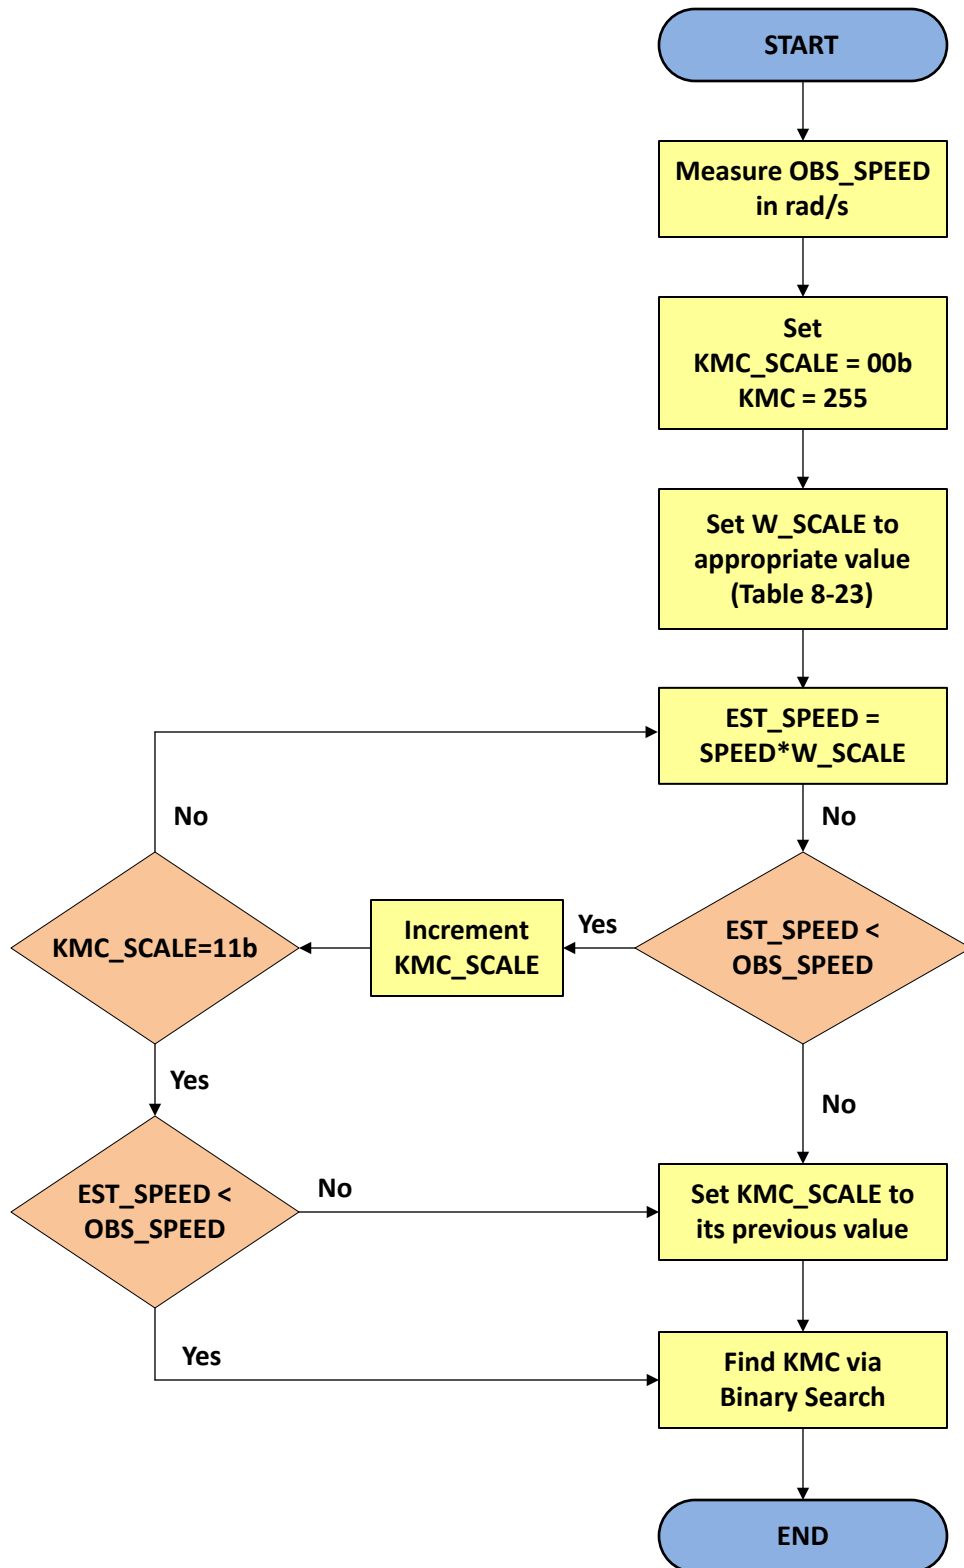 START
Measure OBS_SPEED
in rad/s
Set
KMC_SCALE = 00b
KMC = 255
Set W_SCALE to
appropriate value
(Table 8-23)
EST_SPEED =
SPEED*W_SCALE
No
No
EST_SPEED <
OBS_SPEED
Yes
Increment
KMC_SCALE
KMC_SCALE=11b
Yes
No
EST_SPEED <
OBS_SPEED
No
Set KMC_SCALE to
its previous value
Yes
Find KMC via
Binary Search
END